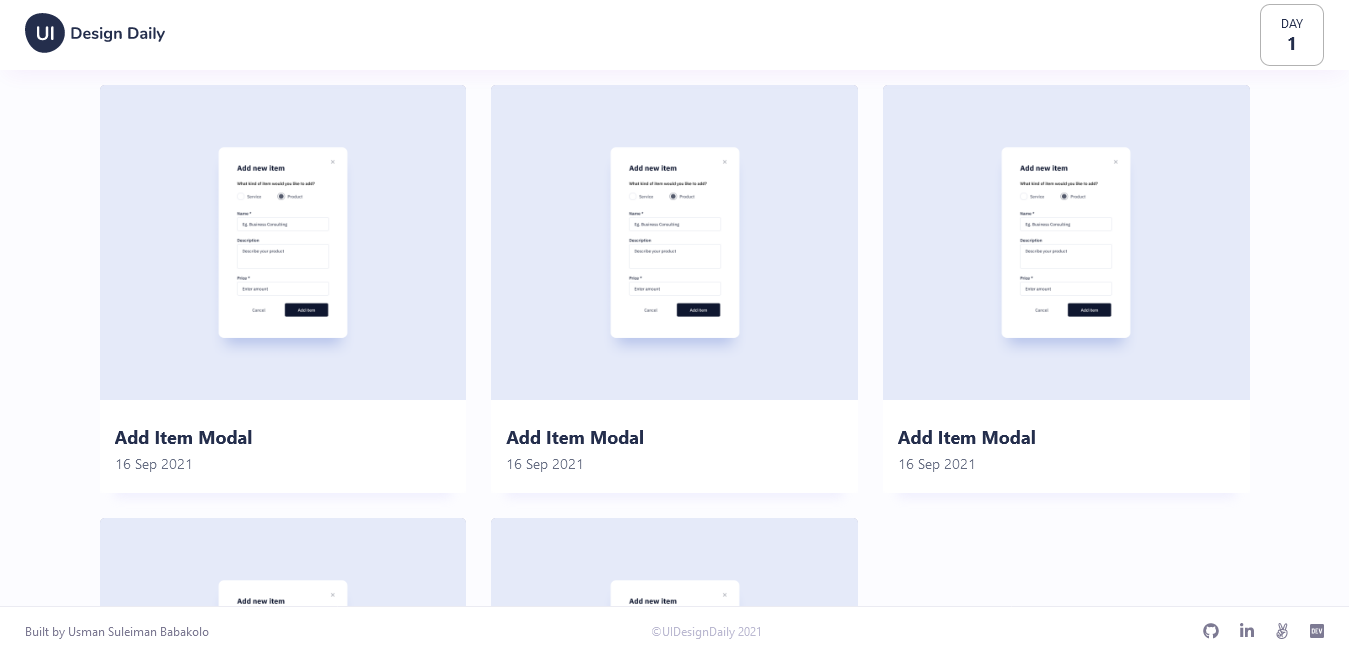 UI Design Daily
DAY
1
Add new item
What kind of item would you like to add?
Service Product
Name *
Eg. Business Consulting
Description
Describe your product
Price *
Enter amount
Cancel Add Item
Add Item Modal
16 Sep 2021
Add new item
What kind of item would you like to add?
Service Product
Name *
Eg. Business Consulting
Description
Describe your product
Price *
Enter amount
Cancel Add Item
Add Item Modal
16 Sep 2021
Add new item
What kind of item would you like to add?
Service Product
Name *
Eg. Business Consulting
Description
Describe your product
Price *
Enter amount
Cancel Add Item
Add Item Modal
16 Sep 2021
Add new item
Add new item
Built by Usman Suleiman Babakolo
©UIDesignDaily 2021
in
DEV